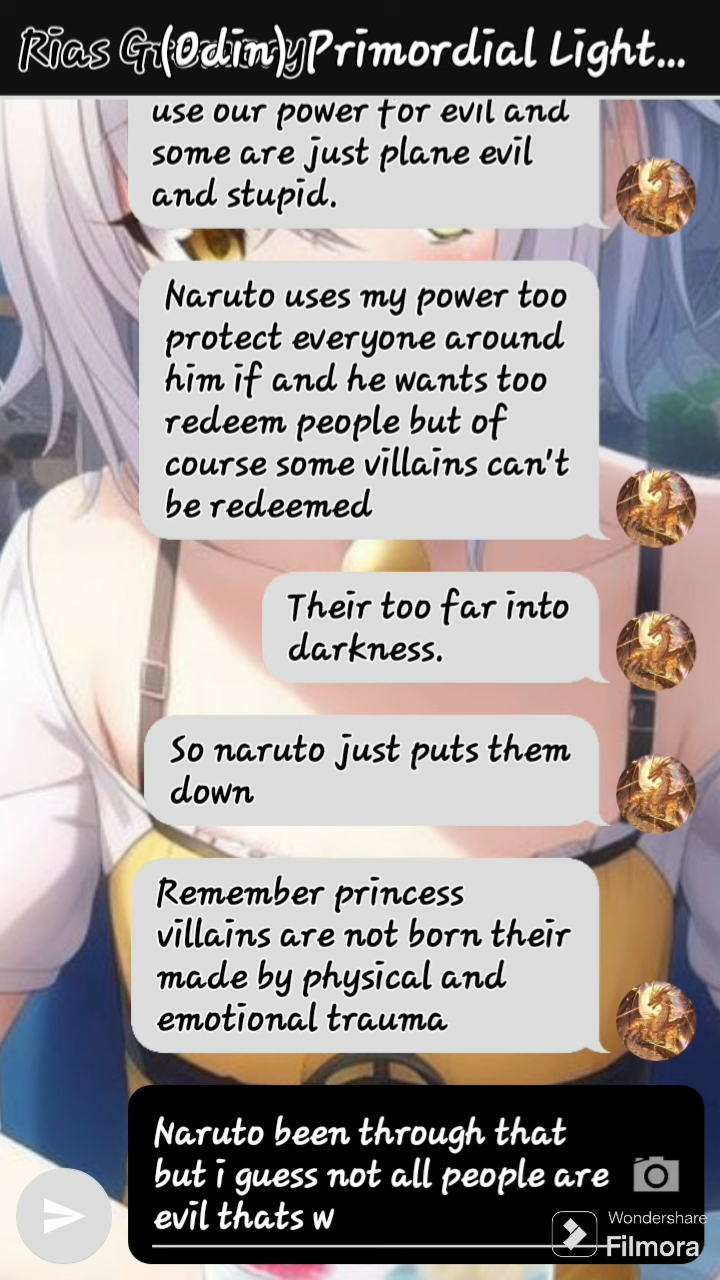 Rias Gremory
(Odin) Primordial Light...
use our power for evil and
some are just plane evil
and stupid.
Naruto uses my power too
protect everyone around
him if and he wants too
redeem people but of
course some villains can't
be redeemed
Their too far into
darkness.
So naruto just puts them
down
Remember princess
villains are not born their
made by physical and
emotional trauma
Naruto been through that
but i guess not all people are
evil thats w
Wondershare
Filmora